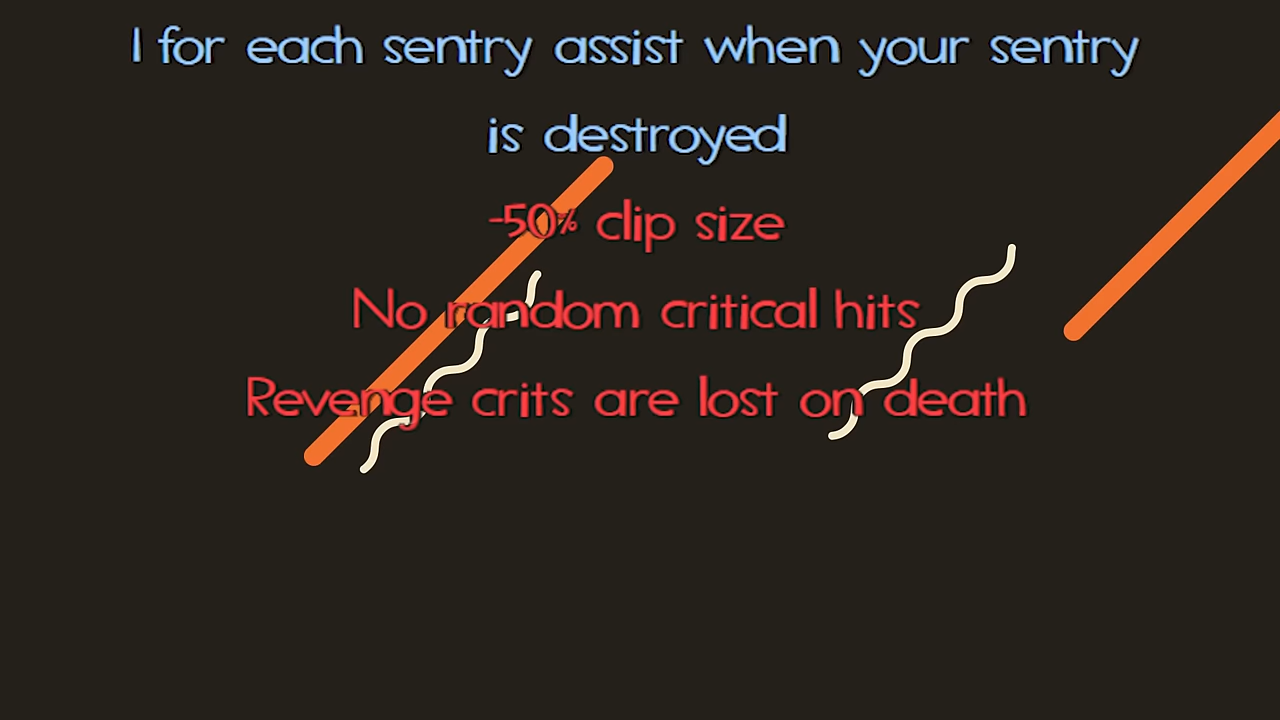 1 for each sentry assist when your sentry
is destroyed
-50% clip size
No random critical hits
Revenge crits are lost on death